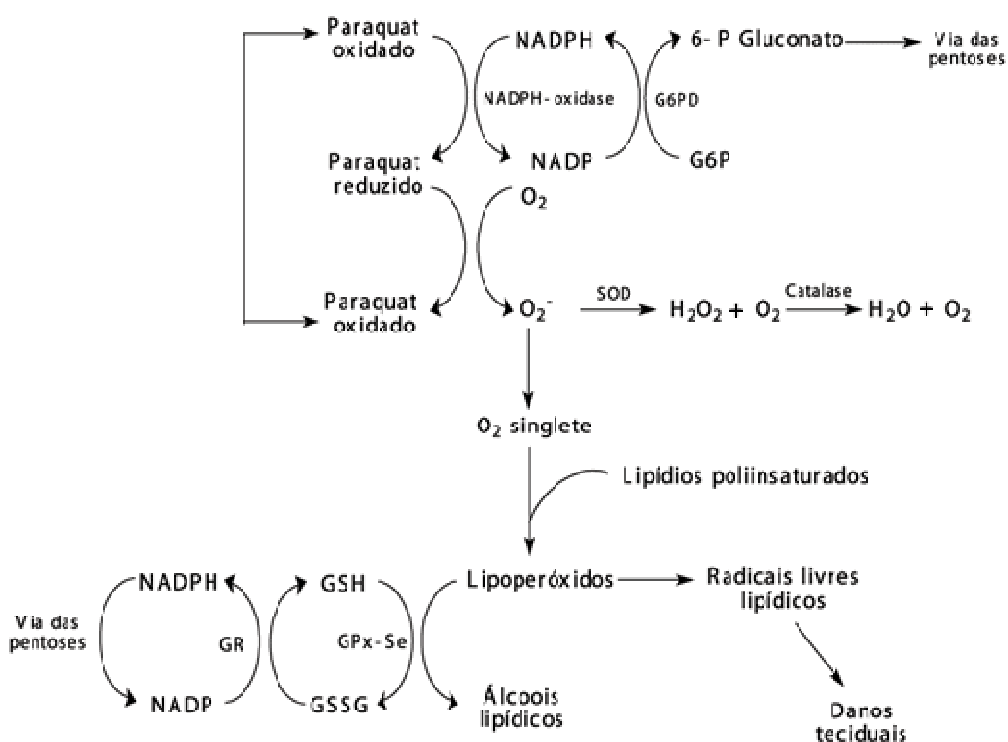 Paraquat
oxidado
NADPH
6- P Gluconato
Via das
pentoses
NADPH-oxidase
G6PD
Paraquat
reduzido
NADP
G6P
O₂
Paraquat
oxidado
O₂⁻
SOD
H₂O₂ + O₂
Catalase
H₂O + O₂
O₂ singlete
Lipídios poliinsaturados
NADPH
GSH
Lipoperóxidos
Radicais livres
lipídicos
Via das
pentoses
GR
GPx-Se
NADP
GSSG
Álcoois
lipídicos
Danos
teciduais